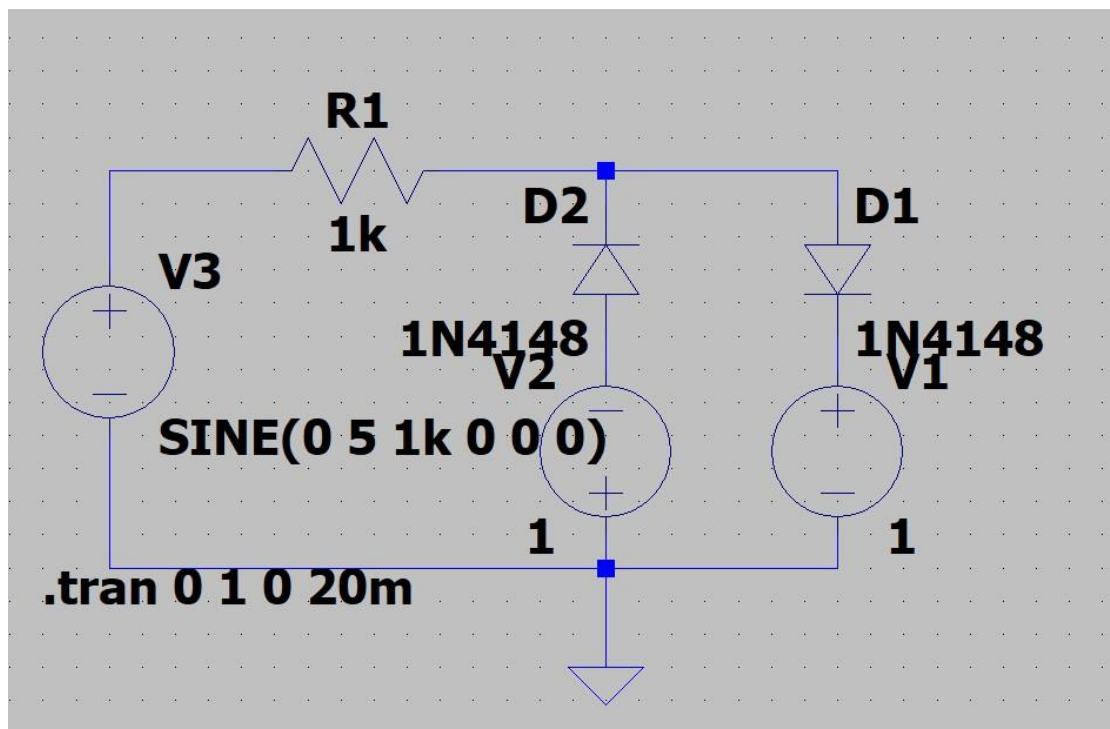 R1
1k
V3
SINE(0 5 1k 0 0 0)
D2
1N4148
V2
1
D1
1N4148
V1
1
.tran 0 1 0 20m